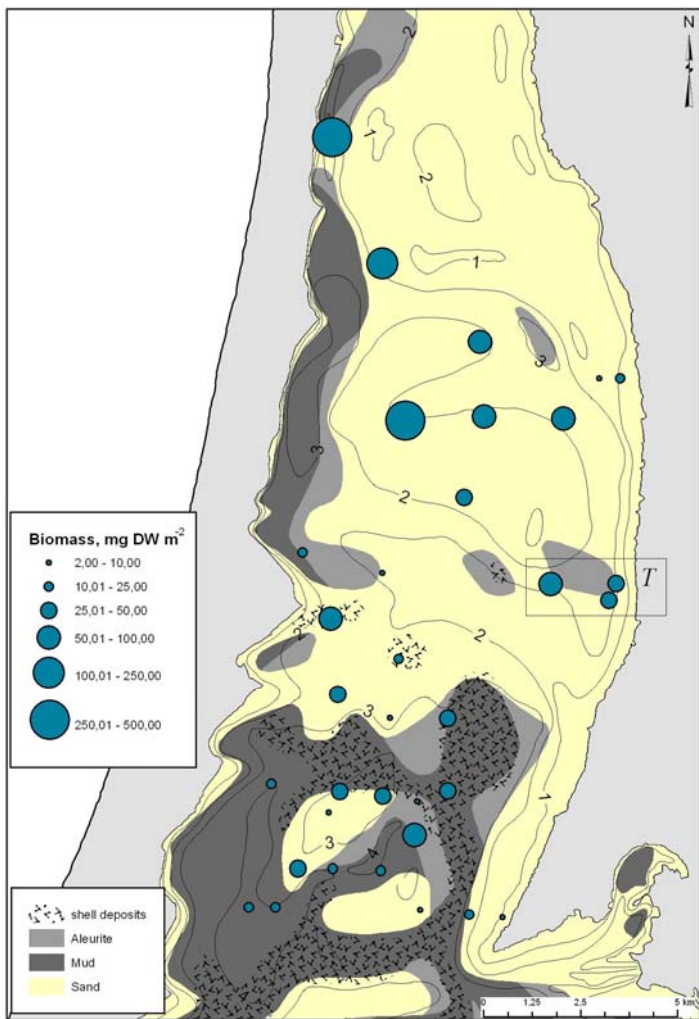 N
2
1
2
1
3
3
2
T
2
2
3
1
3
4
Biomass, mg DW m-2
2,00 - 10,00
10,01 - 25,00
25,01 - 50,00
50,01 - 100,00
100,01 - 250,00
250,01 - 500,00
shell deposits
Aleurite
Mud
Sand
0 1,25 2,5 5 km